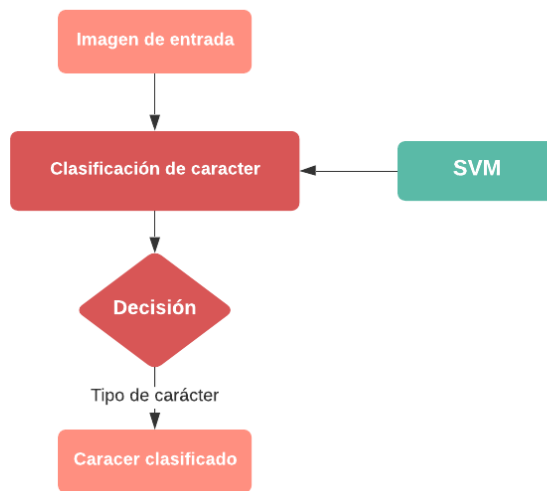 Imagen de entrada
Clasificación de caracter
SVM
Decisión
Tipo de carácter
Caracer clasificado